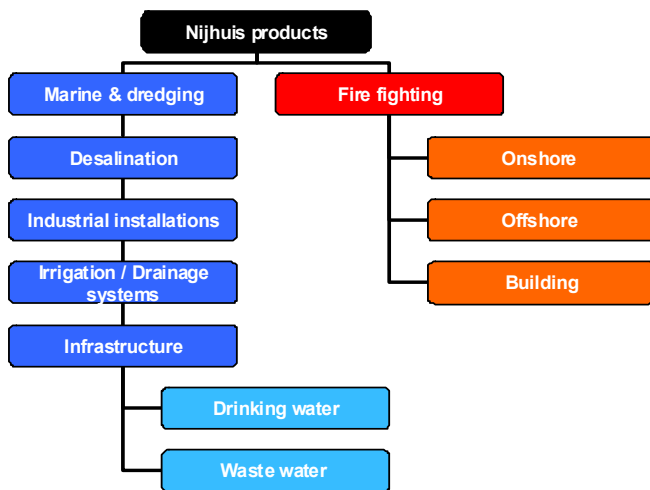 Nijhuis products
Marine & dredging
Fire fighting
Desalination
Onshore
Industrial installations
Offshore
Irrigation / Drainage
systems
Building
Infrastructure
Drinking water
Waste water